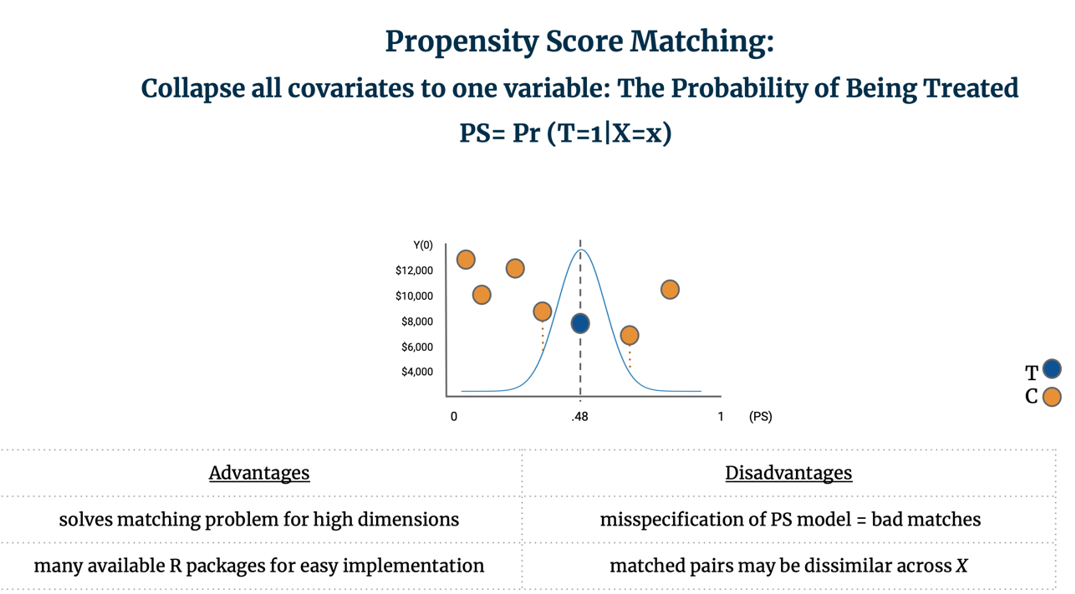 Propensity Score Matching:
Collapse all covariates to one variable: The Probability of Being Treated
PS= Pr (T=1|X=x)
Y(0)
$12,000
$10,000
$8,000
$6,000
$4,000
0 .48 1 (PS)
T
C
Advantages Disadvantages
solves matching problem for high dimensions misspecification of PS model = bad matches
many available R packages for easy implementation matched pairs may be dissimilar across X